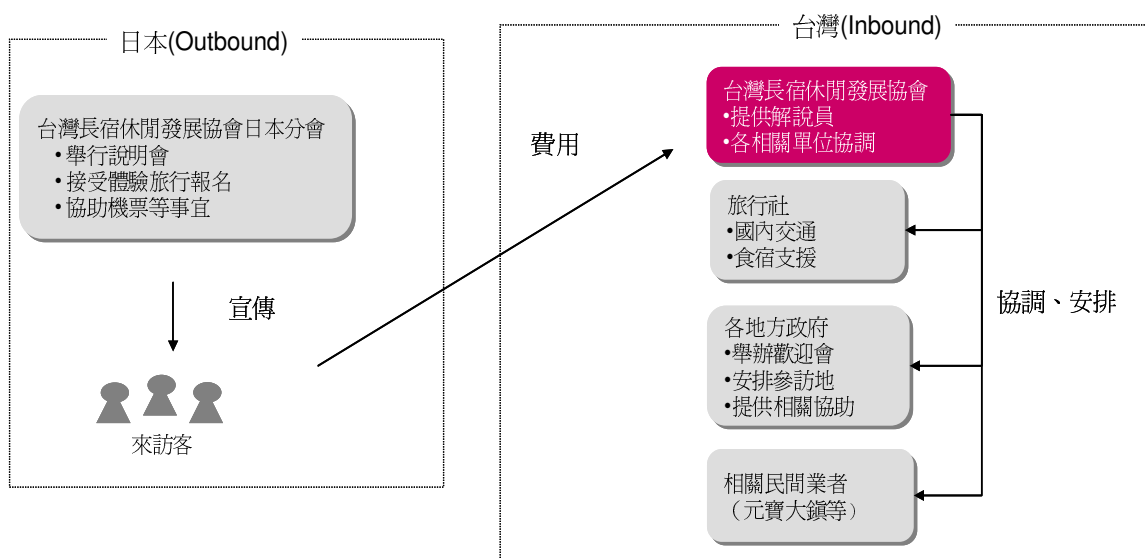 日本(Outbound)
台灣長宿休閒發展協會日本分會
•舉行說明會
•接受體驗旅行報名
•協助機票等事宜
宣傳
來訪客
費用
台灣(Inbound)
台灣長宿休閒發展協會
•提供解說員
•各相關單位協調
旅行社
•國內交通
•食宿支援
各地方政府
•舉辦歡迎會
•安排參訪地
•提供相關協助
相關民間業者
（元寶大鎮等）
協調、安排